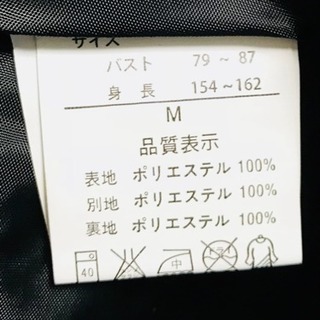 サイズ
バスト 79 ~ 87
身長 154~162
M
品質表示
表地 ポリエステル 100%
別地 ポリエステル 100%
裏地 ポリエステル 100%
40 中